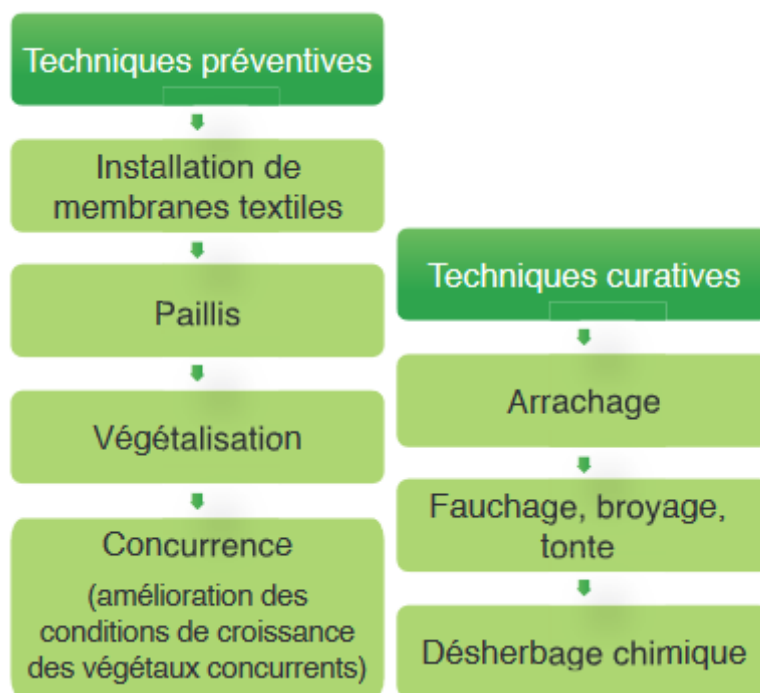 Techniques préventives
Installation de
membranes textiles
Paillis
Végétalisation
Concurrence
(amélioration des
conditions de croissance
des végétaux concurrents)
Techniques curatives
Arrachage
Fauchage, broyage,
tonte
Désherbage chimique